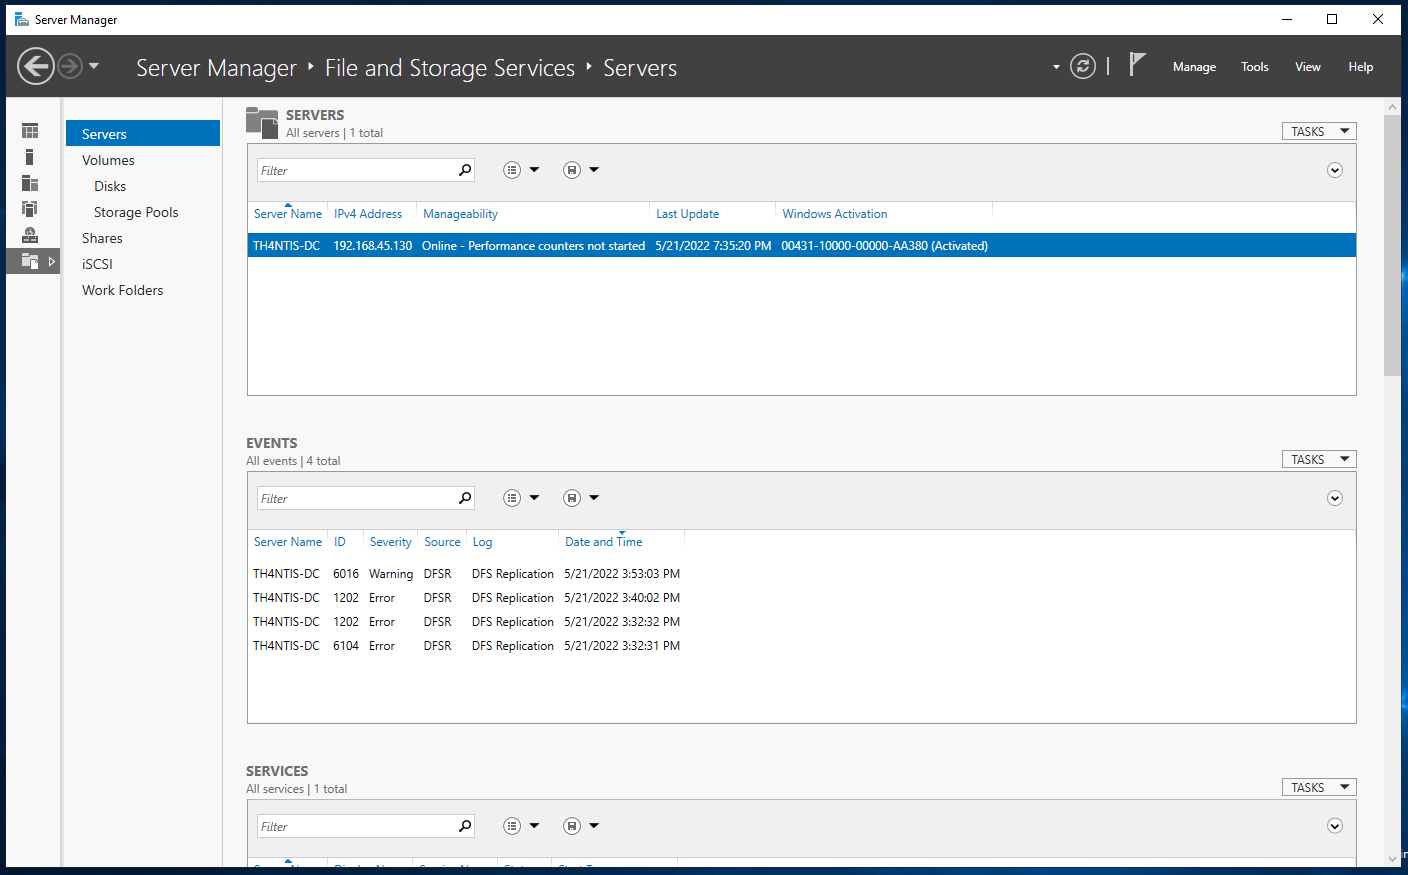 Server Manager
Server Manager ‣ File and Storage Services ‣ Servers
Manage Tools View Help
Servers
Volumes
Disks
Storage Pools
Shares
iSCSI
Work Folders
SERVERS
All servers | 1 total
TASKS
Filter
Server Name IPv4 Address Manageability Last Update Windows Activation
TH4NTIS-DC 192.168.45.130 Online - Performance counters not started 5/21/2022 7:35:20 PM 00431-10000-00000-AA380 (Activated)
EVENTS
All events | 4 total
TASKS
Filter
Server Name ID Severity Source Log Date and Time
TH4NTIS-DC 6016 Warning DFSR DFS Replication 5/21/2022 3:53:03 PM
TH4NTIS-DC 1202 Error DFSR DFS Replication 5/21/2022 3:40:02 PM
TH4NTIS-DC 1202 Error DFSR DFS Replication 5/21/2022 3:32:32 PM
TH4NTIS-DC 6104 Error DFSR DFS Replication 5/21/2022 3:32:31 PM
SERVICES
All services | 1 total
TASKS
Filter